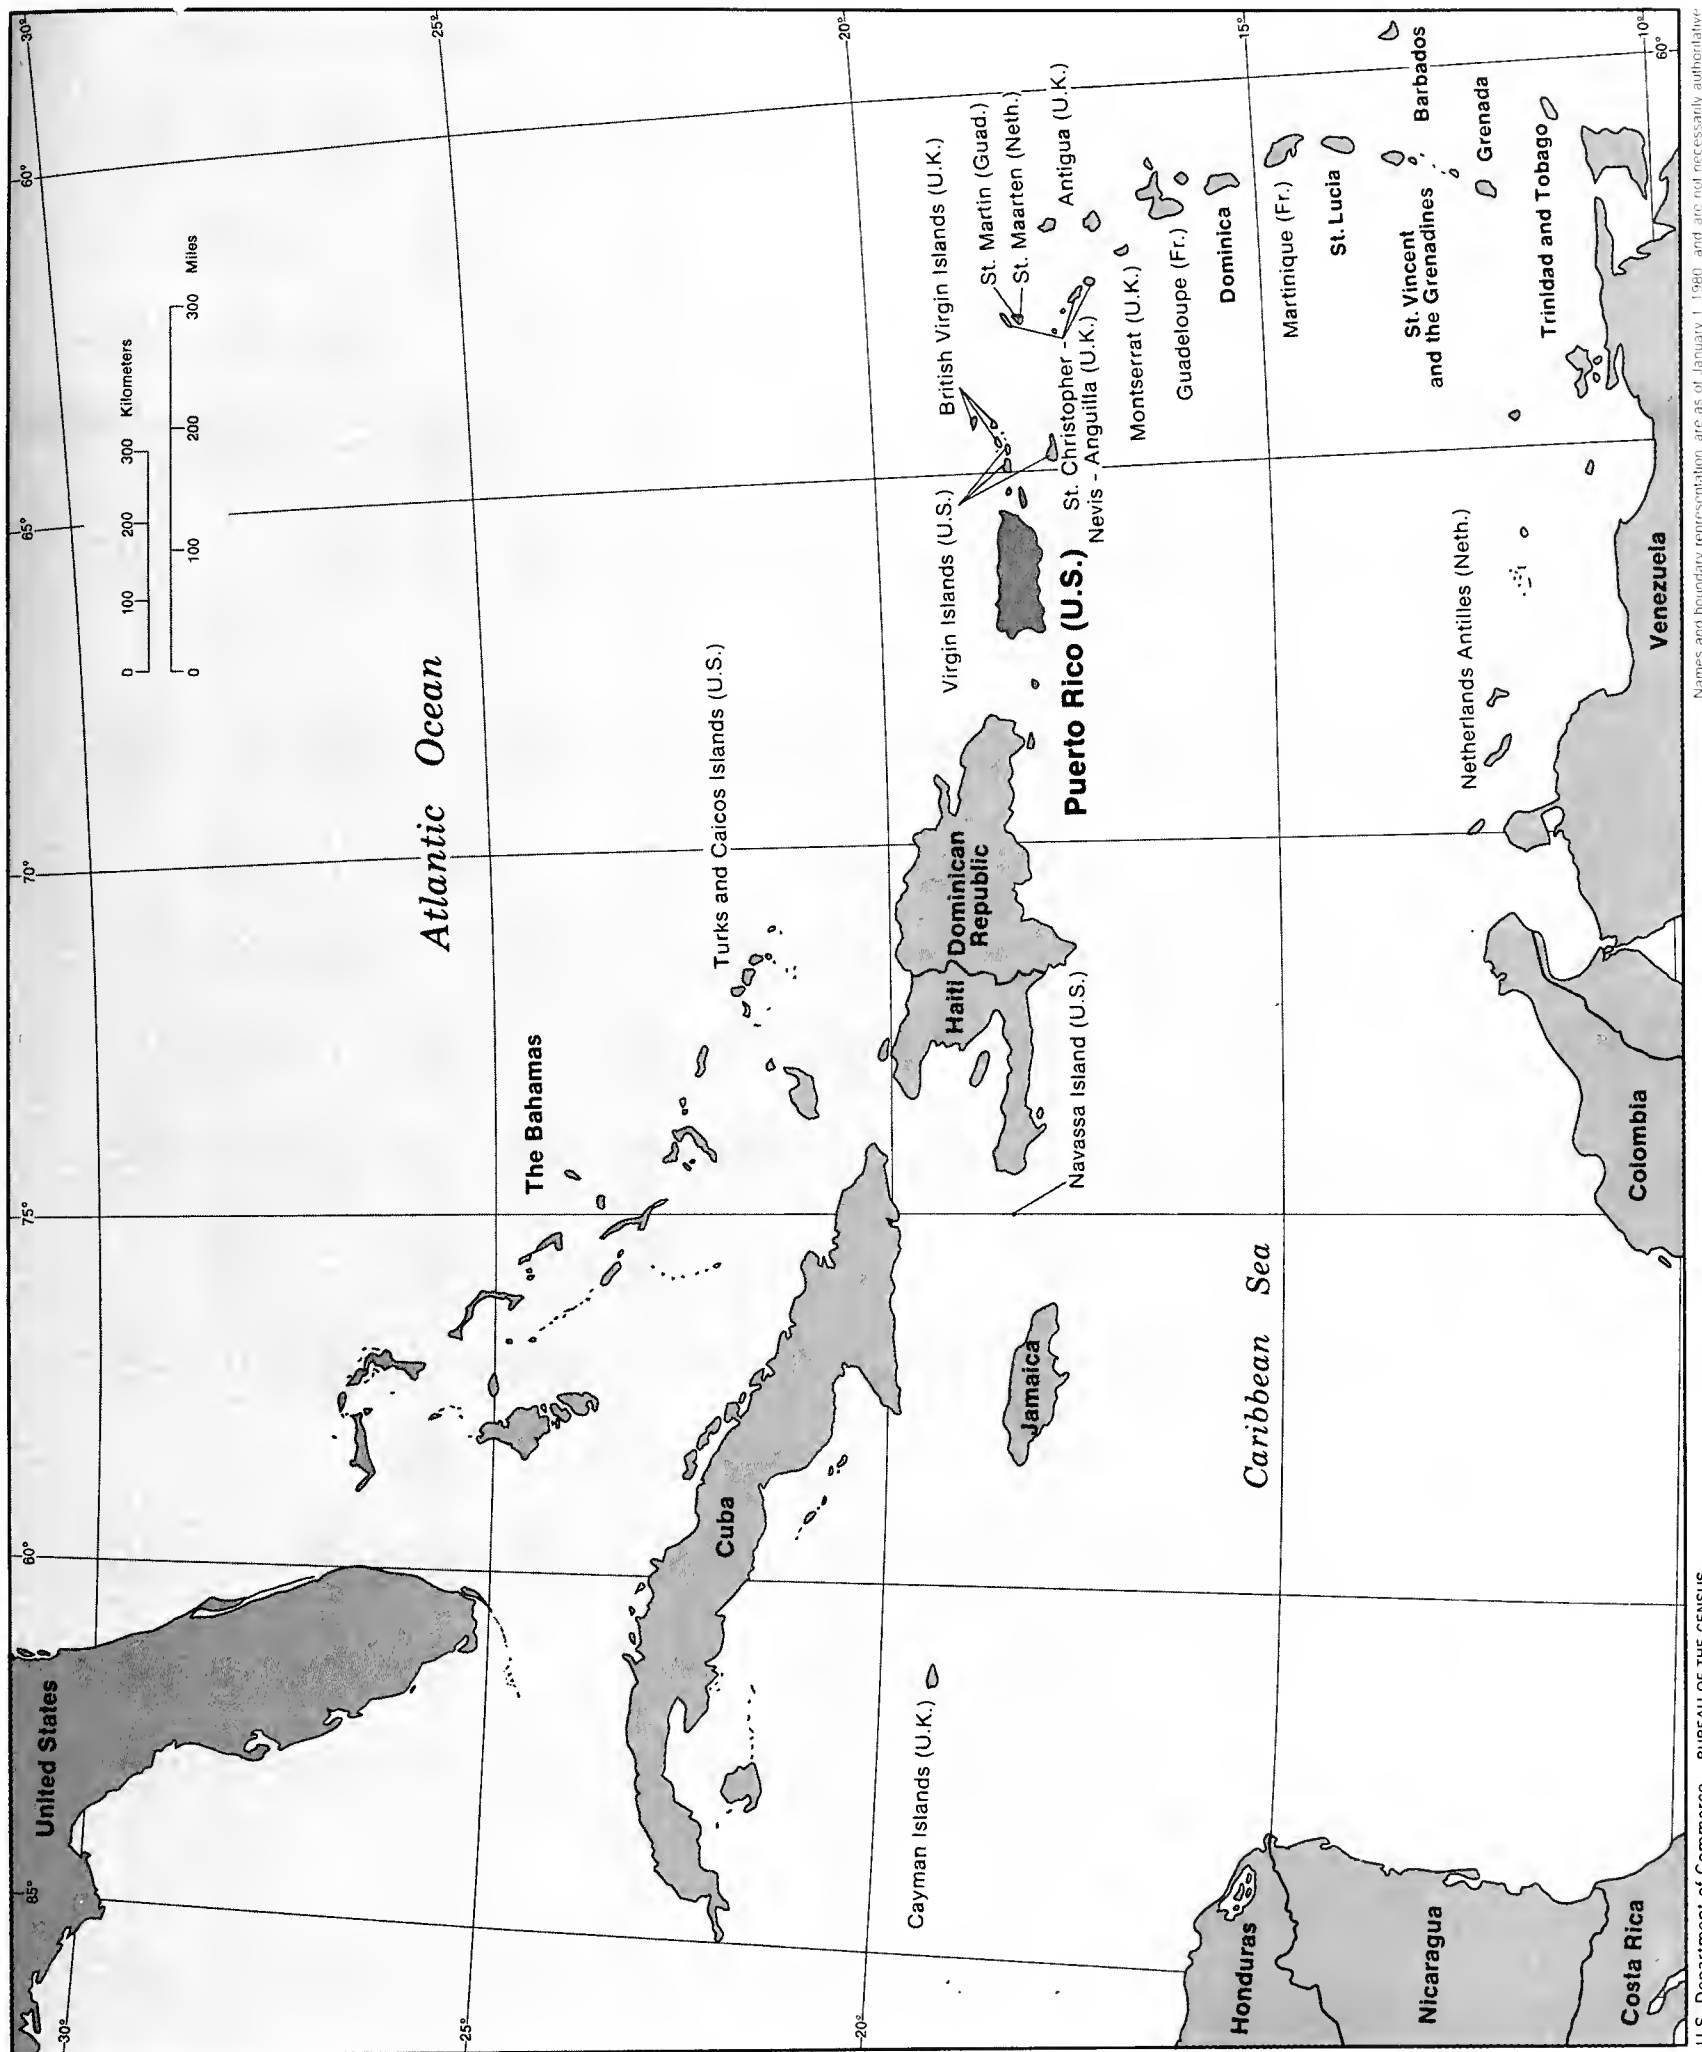 85°
60°
75°
70°
65°
60°
30°
30°
United States
Atlantic Ocean
0 100 200 300 Kilometers
0 100 200 300 Miles
25°
25°
The Bahamas
Turks and Caicos Islands (U.S.)
Cuba
20°
20°
Cayman Islands (U.K.)
Haiti
Dominican
Republic
Navassa Island (U.S.)
Jamaica
Puerto Rico (U.S.)
Virgin Islands (U.S.)
British Virgin Islands (U.K.)
St. Martin (Guad.)
St. Maarten (Neth.)
Antigua (U.K.)
St. Christopher -
Nevis - Anguilla (U.K.)
Montserrat (U.K.)
Guadeloupe (Fr.)
Dominica
Caribbean Sea
15°
Martinique (Fr.)
St. Lucia
St. Vincent
and the Grenadines
Barbados
Grenada
Trinidad and Tobago
Netherlands Antilles (Neth.)
Honduras
Nicaragua
Costa Rica
Colombia
Venezuela
10°
60°
U.S. Department of Commerce BUREAU OF THE CENSUS
Names and boundary representation are as of January 1, 1980, and are not necessarily authoritative